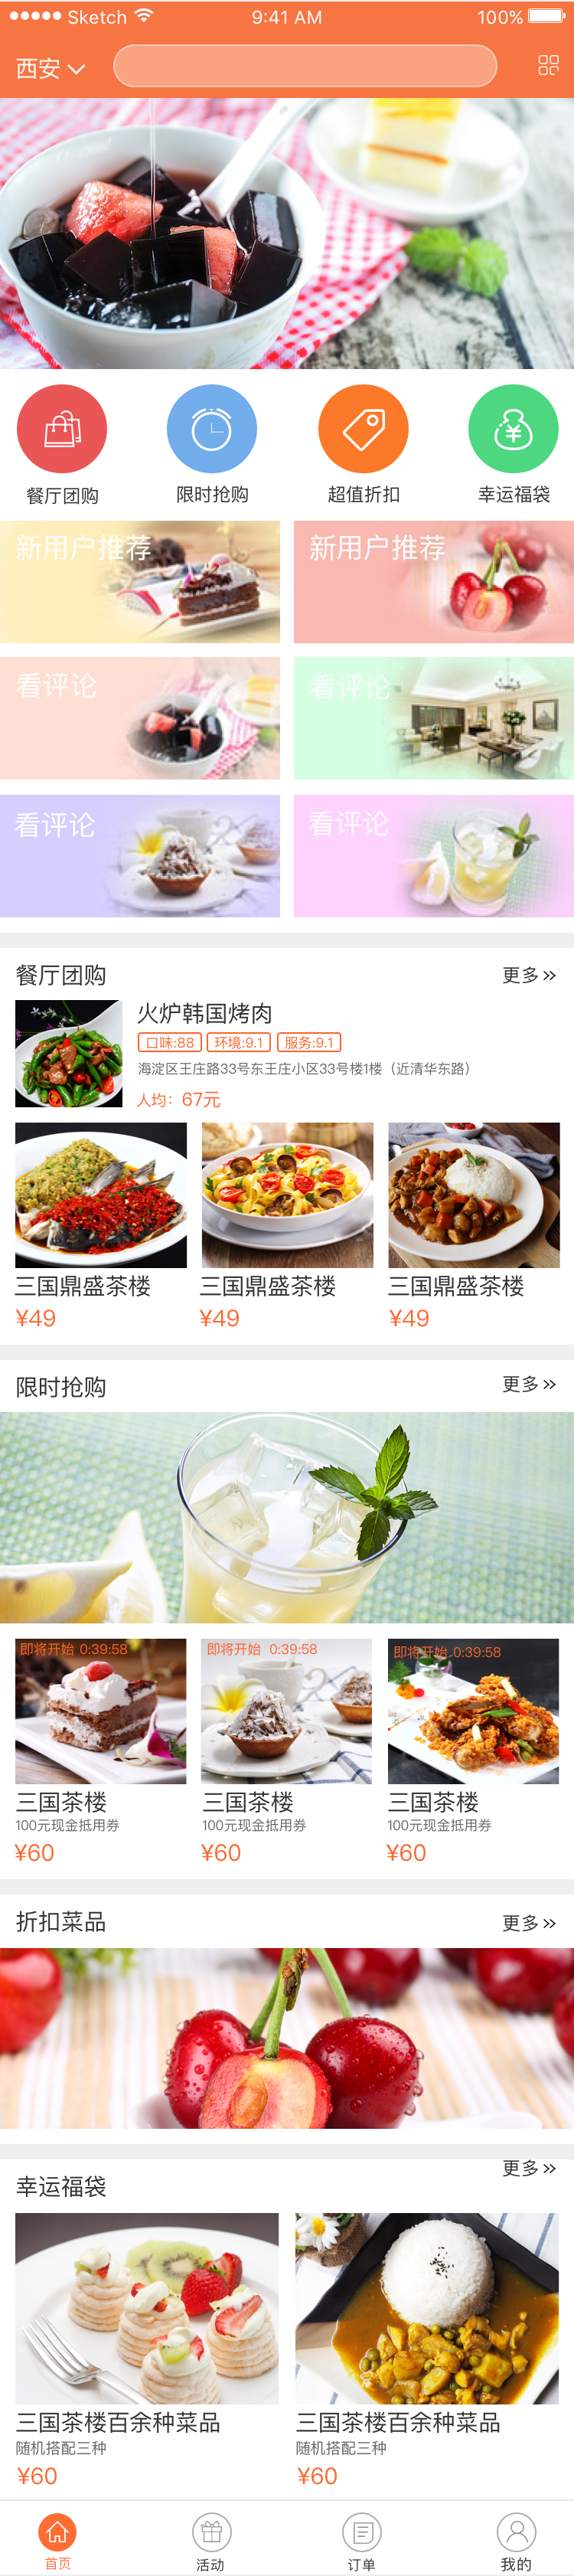 Sketch 9:41 AM 100%
西安
餐厅团购 限时抢购 超值折扣 幸运福袋
新用户推荐 新用户推荐
看评论 看评论
看评论 看评论
餐厅团购 更多
火炉韩国烤肉
口味:88 环境:9.1 服务:9.1
海淀区王庄路33号东王庄小区33号楼1楼（近清华东路）
人均：67元
三国鼎盛茶楼 三国鼎盛茶楼 三国鼎盛茶楼
¥49 ¥49 ¥49
限时抢购 更多
即将开始 0:39:58 即将开始 0:39:58 即将开始 0:39:58
三国茶楼 三国茶楼 三国茶楼
100元现金抵用券 100元现金抵用券 100元现金抵用券
¥60 ¥60 ¥60
折扣菜品 更多
幸运福袋 更多
三国茶楼百余种菜品 三国茶楼百余种菜品
随机搭配三种 随机搭配三种
¥60 ¥60
首页 活动 订单 我的